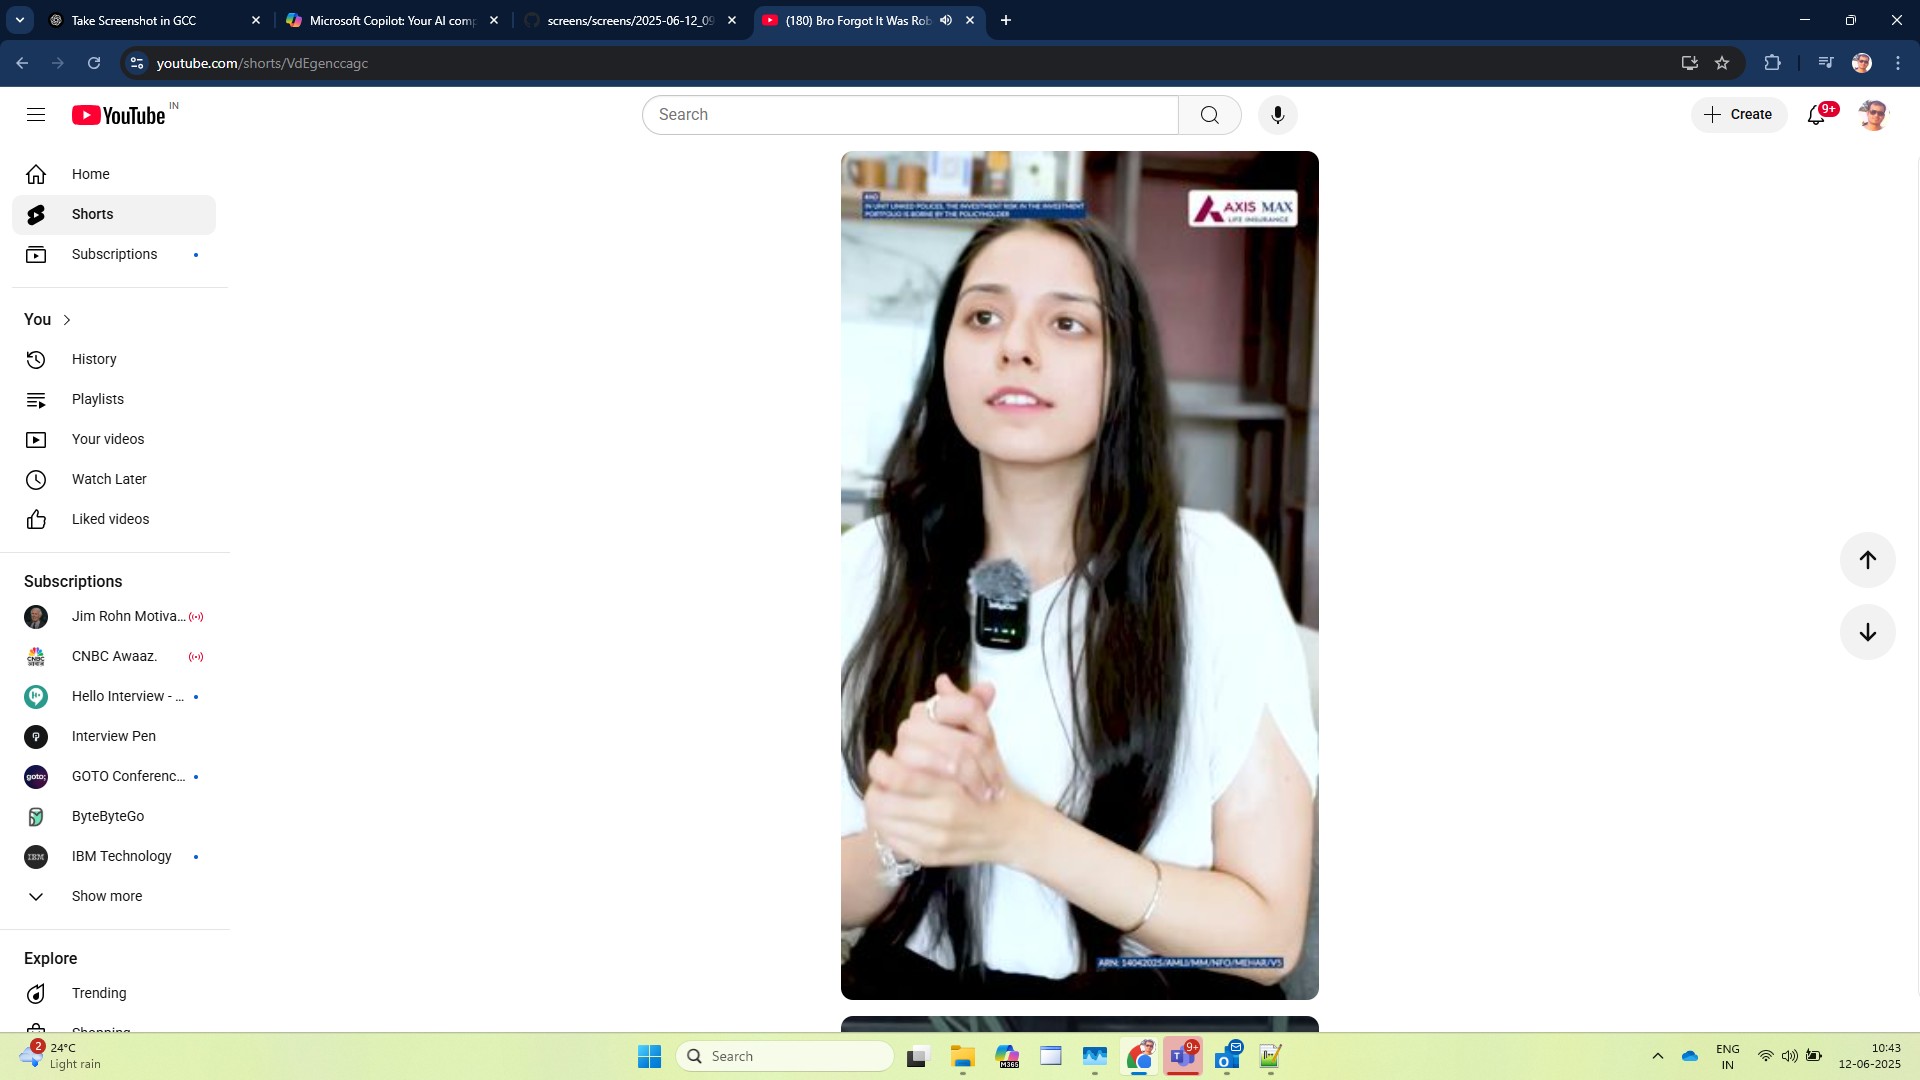 Take Screenshot in GCC
Microsoft Copilot: Your AI comp
screens/screens/2025-06-12_09
(180) Bro Forgot It Was Rob
youtube.com/shorts/VdEgenccagc
YouTube IN
Search
Create
9+
Home
Shorts
Subscriptions
You
History
Playlists
Your videos
Watch Later
Liked videos
Subscriptions
Jim Rohn Motiva...
CNBC Awaaz.
Hello Interview - ...
Interview Pen
goto;
GOTO Conferenc...
ByteByteGo
IBM
IBM Technology
Show more
Explore
Trending
Shopping
IN UNIT LINKED POLICES, THE INVESTMENT RISK IN THE INVESTMENT
PORTFOLIO IS BORNE BY THE POLICYHOLDER
AXIS MAX
LIFE INSURANCE
ARN: 14042025/AMLI/MM/NFO/MEHAR/V5
2
24°C
Light rain
Search
M365
9+
ENG
IN
10:43
12-06-2025